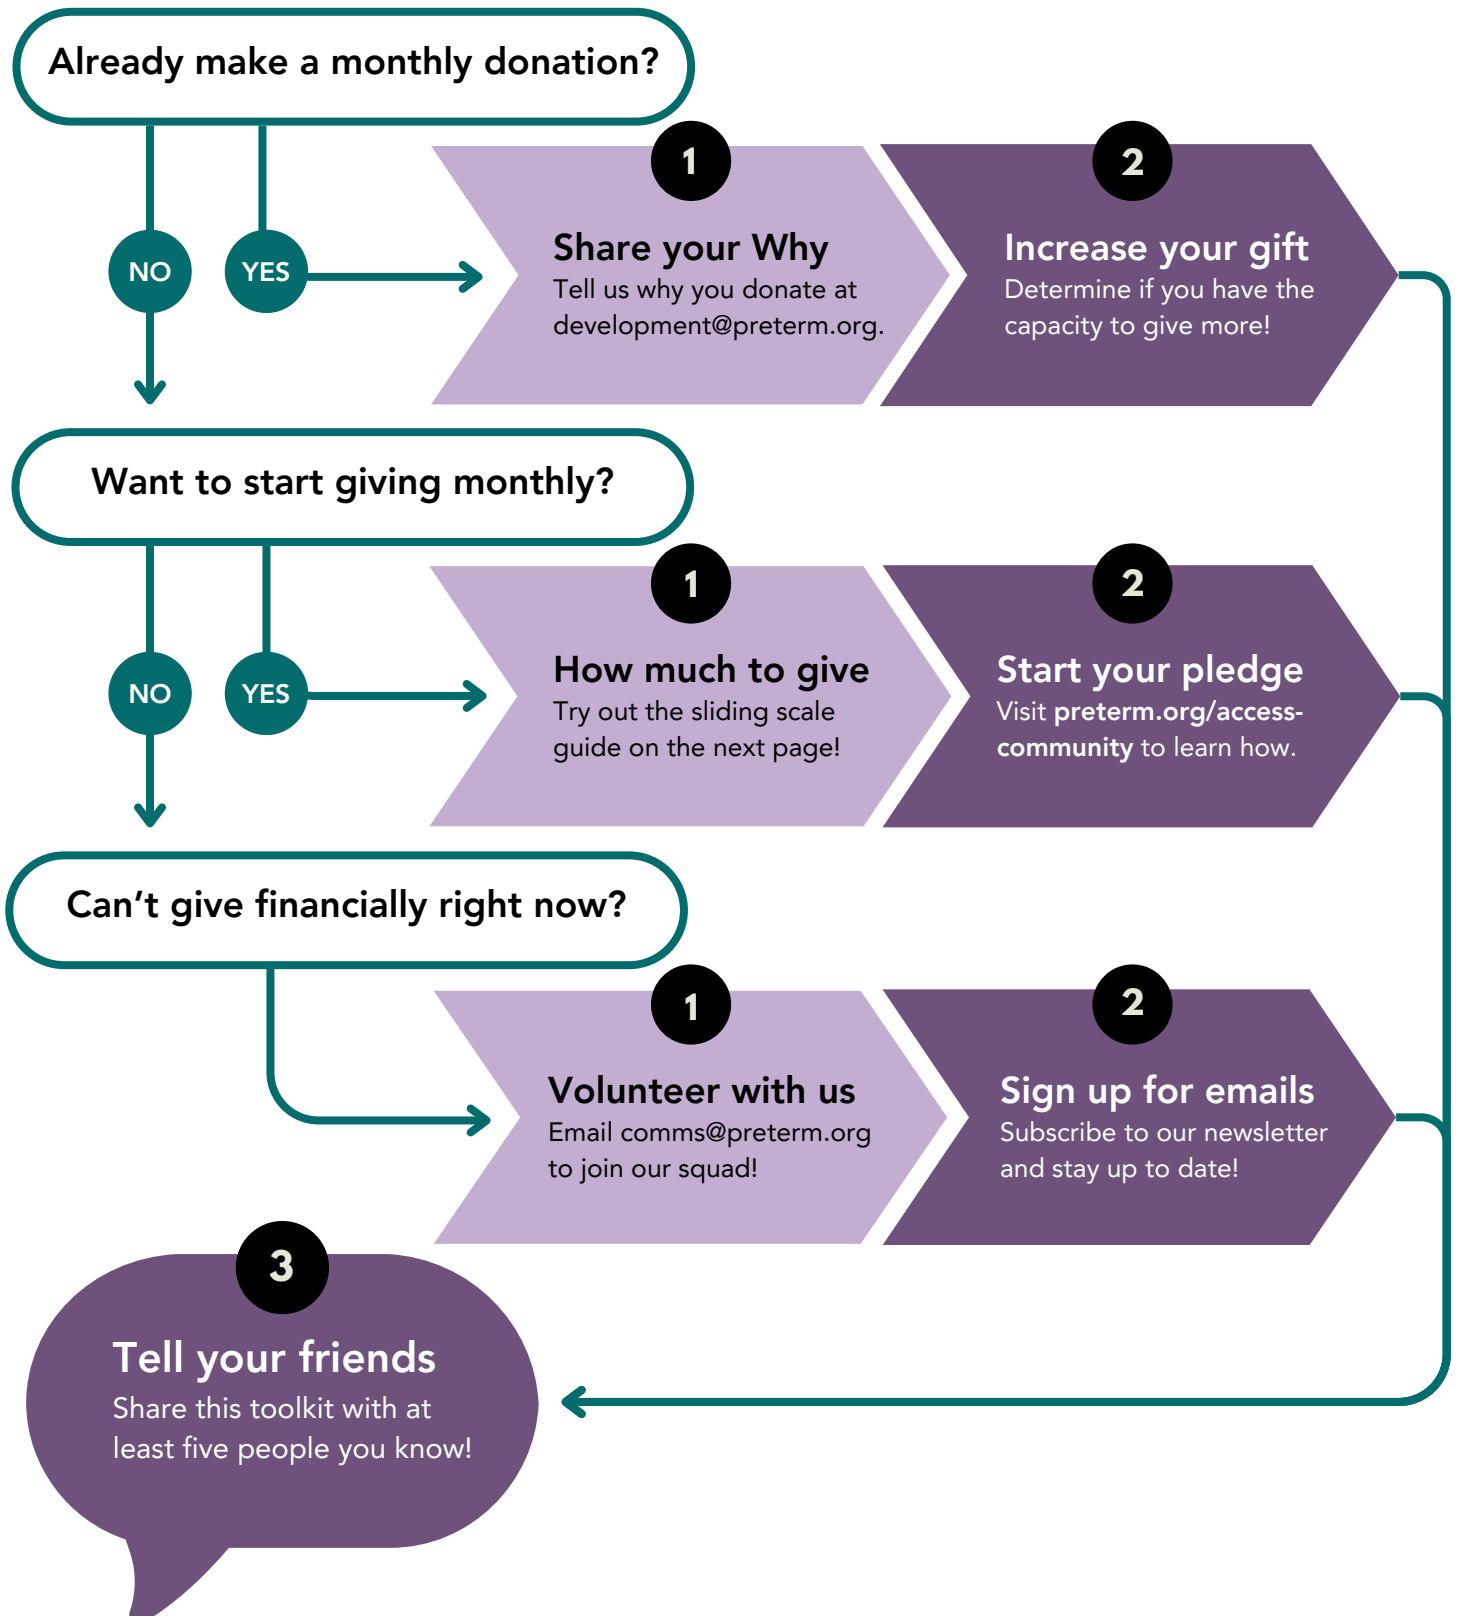 Already make a monthly donation?
NO
YES
1
Share your Why
Tell us why you donate at
development@preterm.org.
2
Increase your gift
Determine if you have the
capacity to give more!
Want to start giving monthly?
NO
YES
1
How much to give
Try out the sliding scale
guide on the next page!
2
Start your pledge
Visit preterm.org/access-
community to learn how.
Can't give financially right now?
1
Volunteer with us
Email comms@preterm.org
to join our squad!
2
Sign up for emails
Subscribe to our newsletter
and stay up to date!
3
Tell your friends
Share this toolkit with at
least five people you know!